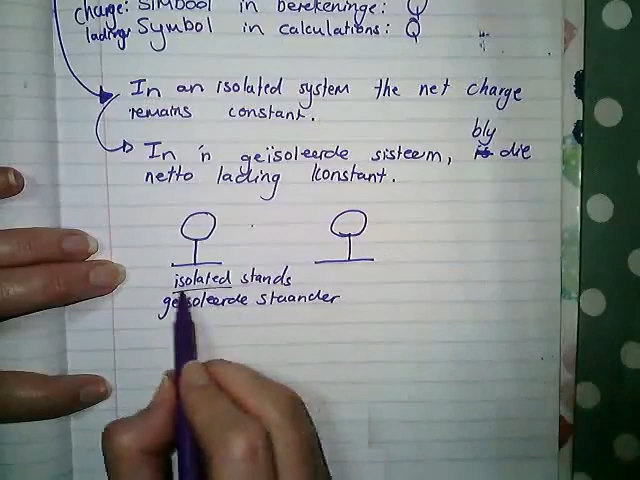 charge: Simbool in berekeninge: Q
lading: Symbol in calculations: Q
In an isolated system the net charge
remains constant.
bly
In 'n geïsoleerde sisteem, die
netto lading konstant.
isolated stands
geïsoleerde staander